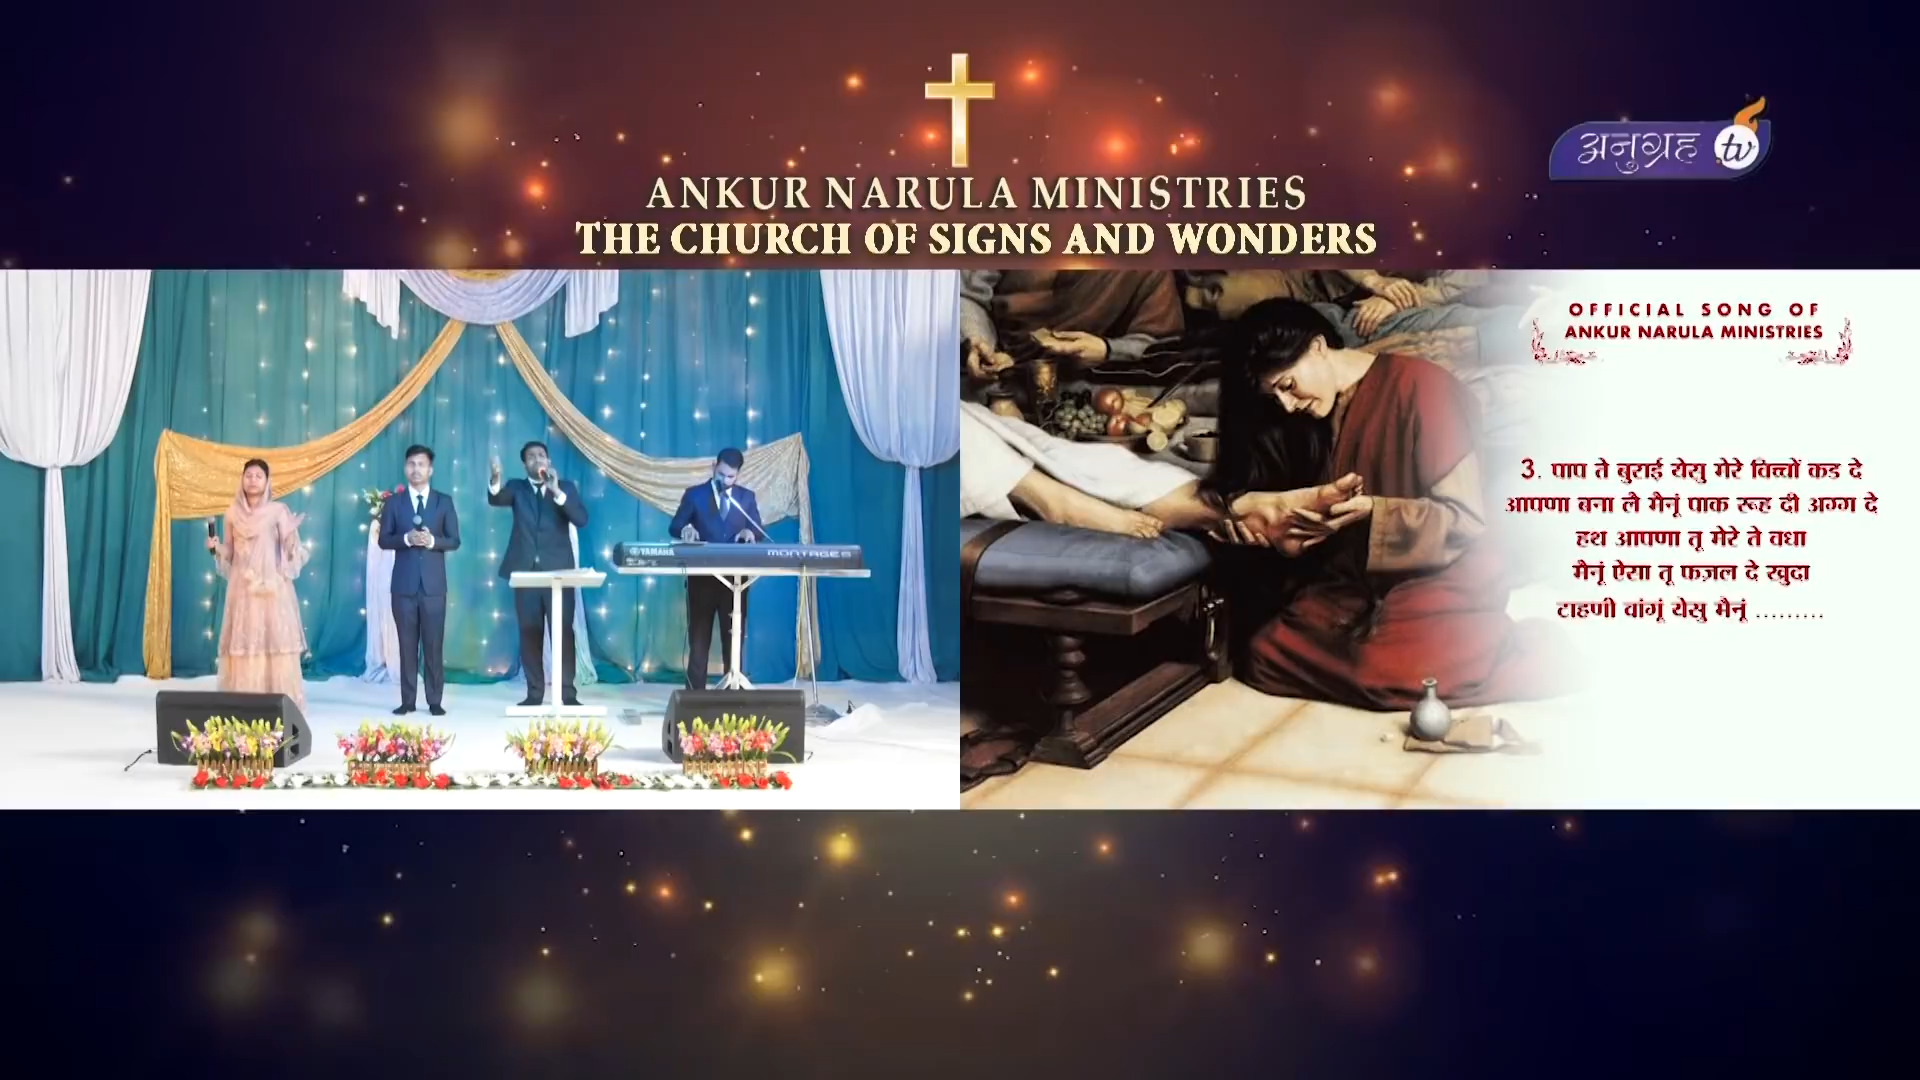 ANKUR NARULA MINISTRIES
THE CHURCH OF SIGNS AND WONDERS
अनुग्रह tv
OFFICIAL SONG OF
ANKUR NARULA MINISTRIES
3. पाप ते बुराई येसु मेरे विच्चों कड दे
आपणा बना लै मैनूं पाक रूह दी अग्ग दे
हथ आपणा तू मेरे ते वधा
मैनूं ऐसा तू फज़ल दे खुदा
टाहणी वांगूं येसु मैनूं .........
YAMAHA MONTAGE8